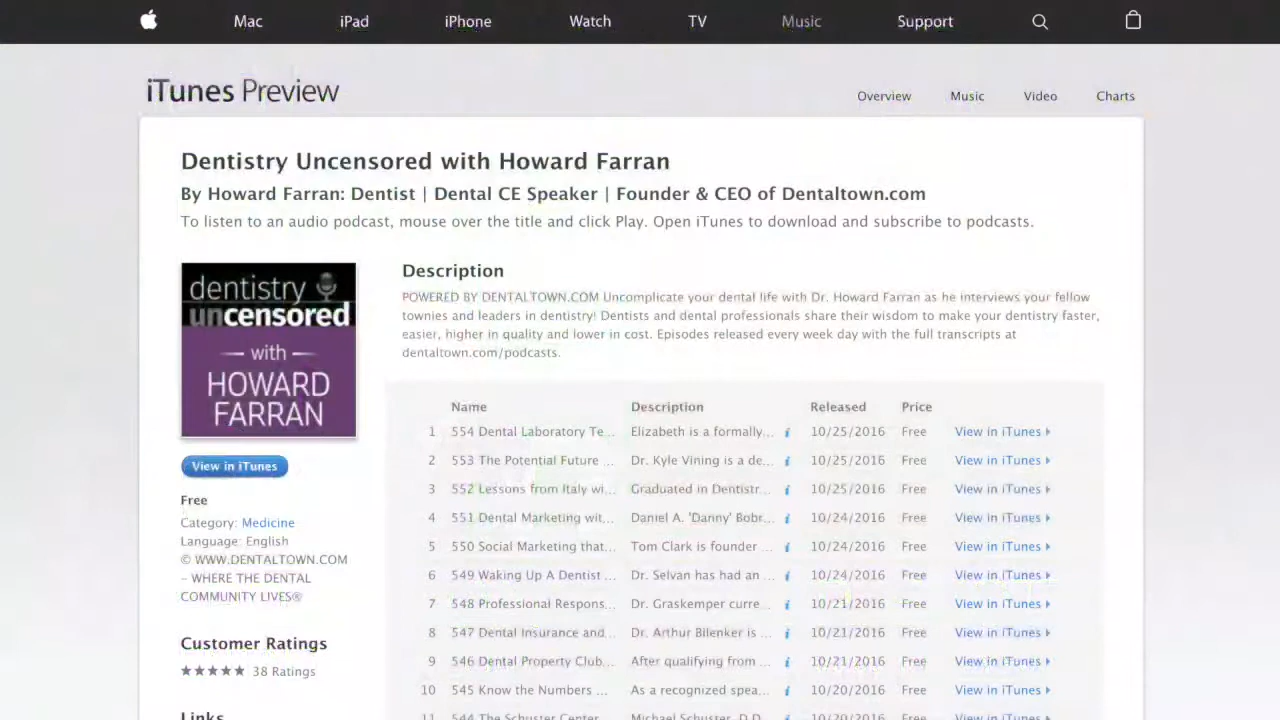 Mac iPad iPhone Watch TV Music Support
iTunes Preview
Overview Music Video Charts
Dentistry Uncensored with Howard Farran
By Howard Farran: Dentist | Dental CE Speaker | Founder & CEO of Dentaltown.com
To listen to an audio podcast, mouse over the title and click Play. Open iTunes to download and subscribe to podcasts.
dentistry
uncensored
with
HOWARD
FARRAN
View in iTunes
Free
Category: Medicine
Language: English
© WWW.DENTALTOWN.COM
– WHERE THE DENTAL
COMMUNITY LIVES®
Customer Ratings
★★★★★ 38 Ratings
Links
Description
POWERED BY DENTALTOWN.COM Uncomplicate your dental life with Dr. Howard Farran as he interviews your fellow
townies and leaders in dentistry! Dentists and dental professionals share their wisdom to make your dentistry faster,
easier, higher in quality and lower in cost. Episodes released every week day with the full transcripts at
dentaltown.com/podcasts.
Name Description Released Price
1 554 Dental Laboratory Te... Elizabeth is a formally... i 10/25/2016 Free View in iTunes
2 553 The Potential Future ... Dr. Kyle Vining is a de... i 10/25/2016 Free View in iTunes
3 552 Lessons from Italy wi... Graduated in Dentistr... i 10/25/2016 Free View in iTunes
4 551 Dental Marketing wit... Daniel A. 'Danny' Bobr... i 10/24/2016 Free View in iTunes
5 550 Social Marketing that... Tom Clark is founder ... i 10/24/2016 Free View in iTunes
6 549 Waking Up A Dentist ... Dr. Selvan has had an ... i 10/24/2016 Free View in iTunes
7 548 Professional Respons... Dr. Graskemper curre... i 10/21/2016 Free View in iTunes
8 547 Dental Insurance and... Dr. Arthur Bilenker is ... i 10/21/2016 Free View in iTunes
9 546 Dental Property Club... After qualifying from ... i 10/21/2016 Free View in iTunes
10 545 Know the Numbers ... As a recognized spea... i 10/20/2016 Free View in iTunes
11 544 The Schuster Center ... Michael Schuster, D.D... i 10/20/2016 Free View in iTunes